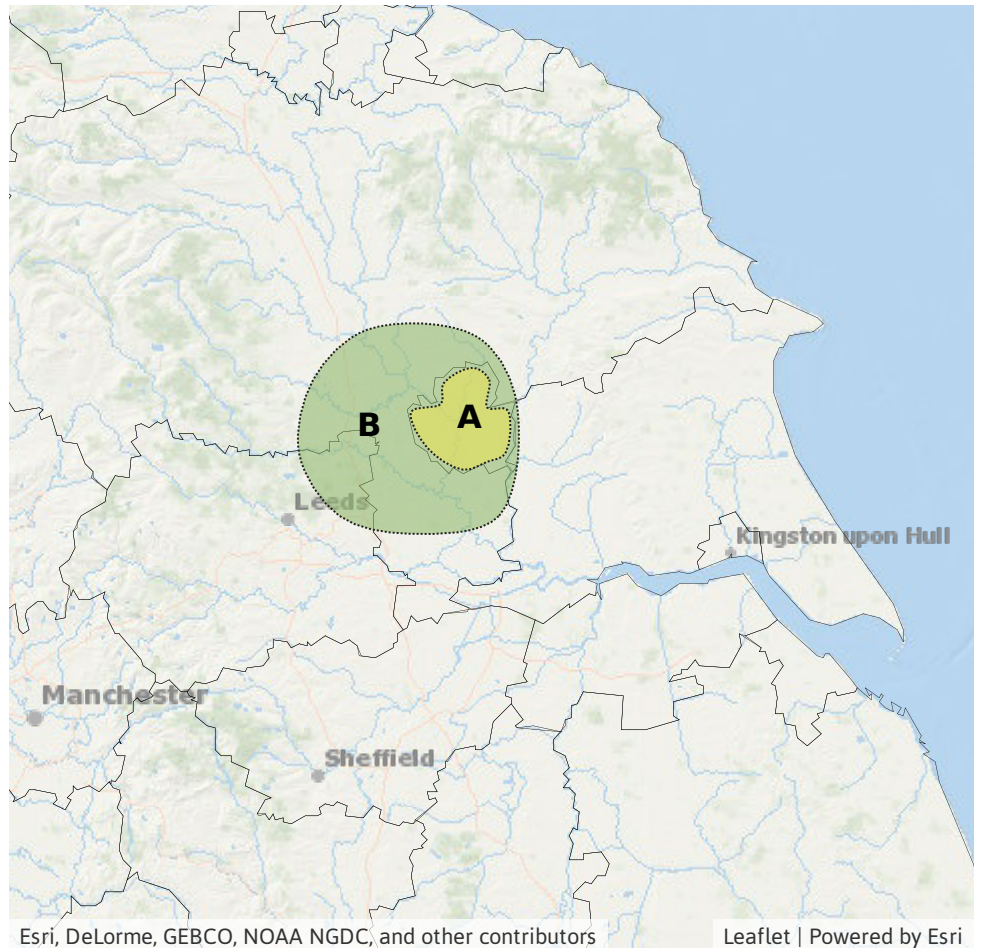 B
A
Leeds
Kingston upon Hull
Manchester
Sheffield
Esri, DeLorme, GEBCO, NOAA NGDC, and other contributors
Leaflet | Powered by Esri